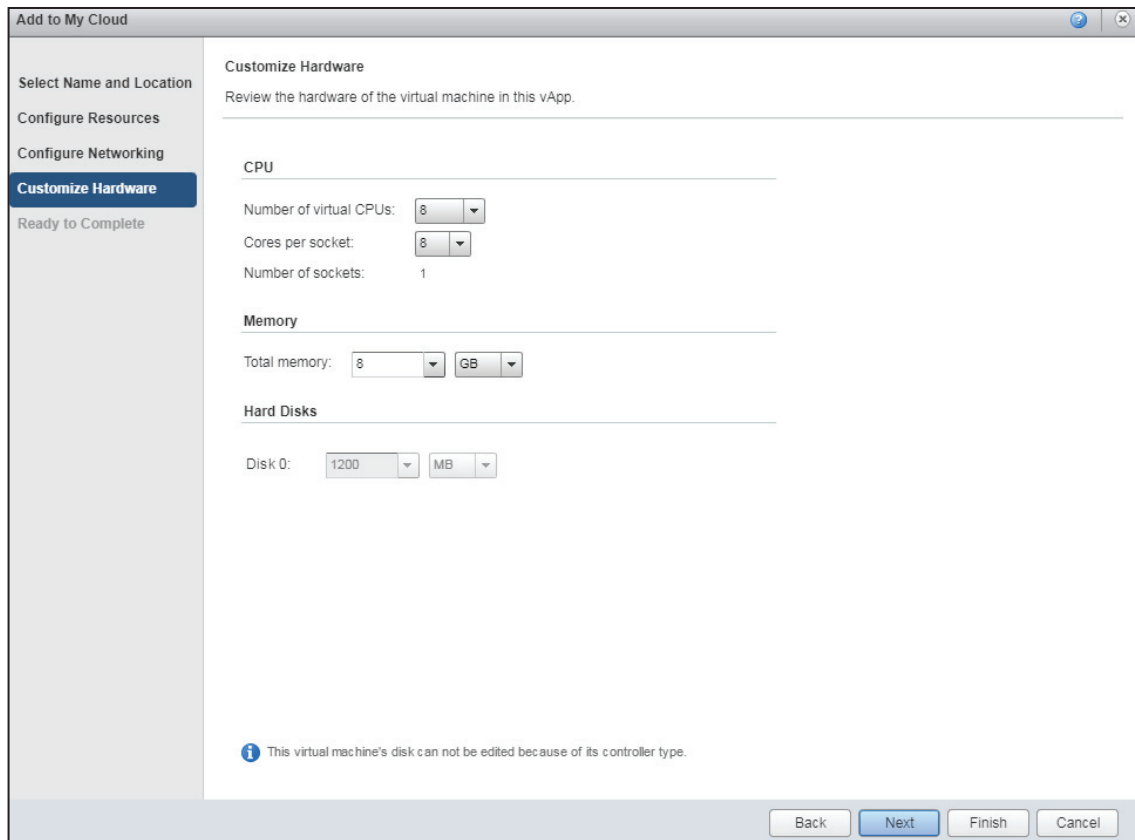 Add to My Cloud
Select Name and Location
Configure Resources
Configure Networking
Customize Hardware
Ready to Complete
Customize Hardware
Review the hardware of the virtual machine in this vApp.
CPU
Number of virtual CPUs: 8
Cores per socket: 8
Number of sockets: 1
Memory
Total memory: 8 GB
Hard Disks
Disk 0: 1200 MB
This virtual machine's disk can not be edited because of its controller type.
Back Next Finish Cancel